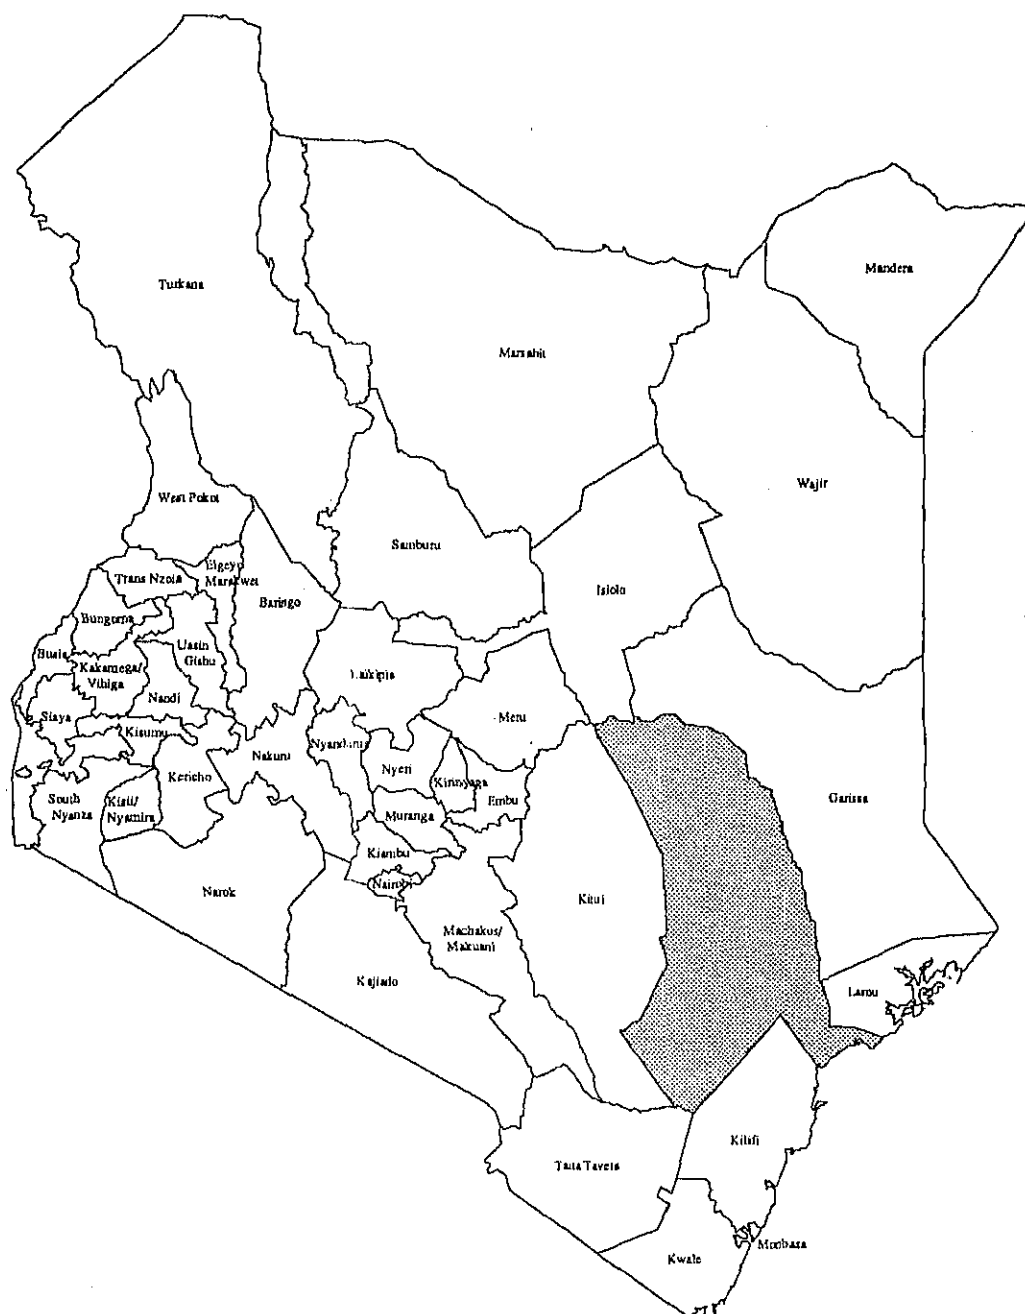 Turkana
Mandera
Marsabit
Wajir
West Pokot
Samburu
Elgeyo
Marakwet
Trans Nzoia
Isiolo
Baringo
Bungoma
Uasin
Gishu
Busia
Kakamega/
Vihiga
Laikipia
Nandi
Siaya
Meru
Kisumu
Nyandarua
Nakuru
Nyeri
Kericho
Kirinyaga
Embu
Garissa
South
Nyanza
Kisii/
Nyamira
Muranga
Kiambu
Nairobi
Narok
Kitui
Machakos/
Makuani
Kajiado
Lamu
Kilifi
Taita Taveta
Mombasa
Kwale